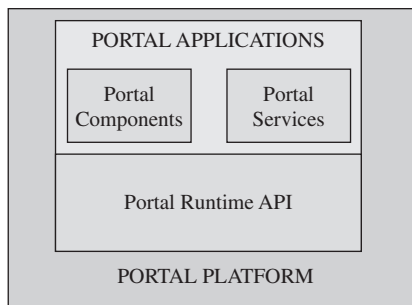 PORTAL APPLICATIONS
Portal
Components
Portal
Services
Portal Runtime API
PORTAL PLATFORM